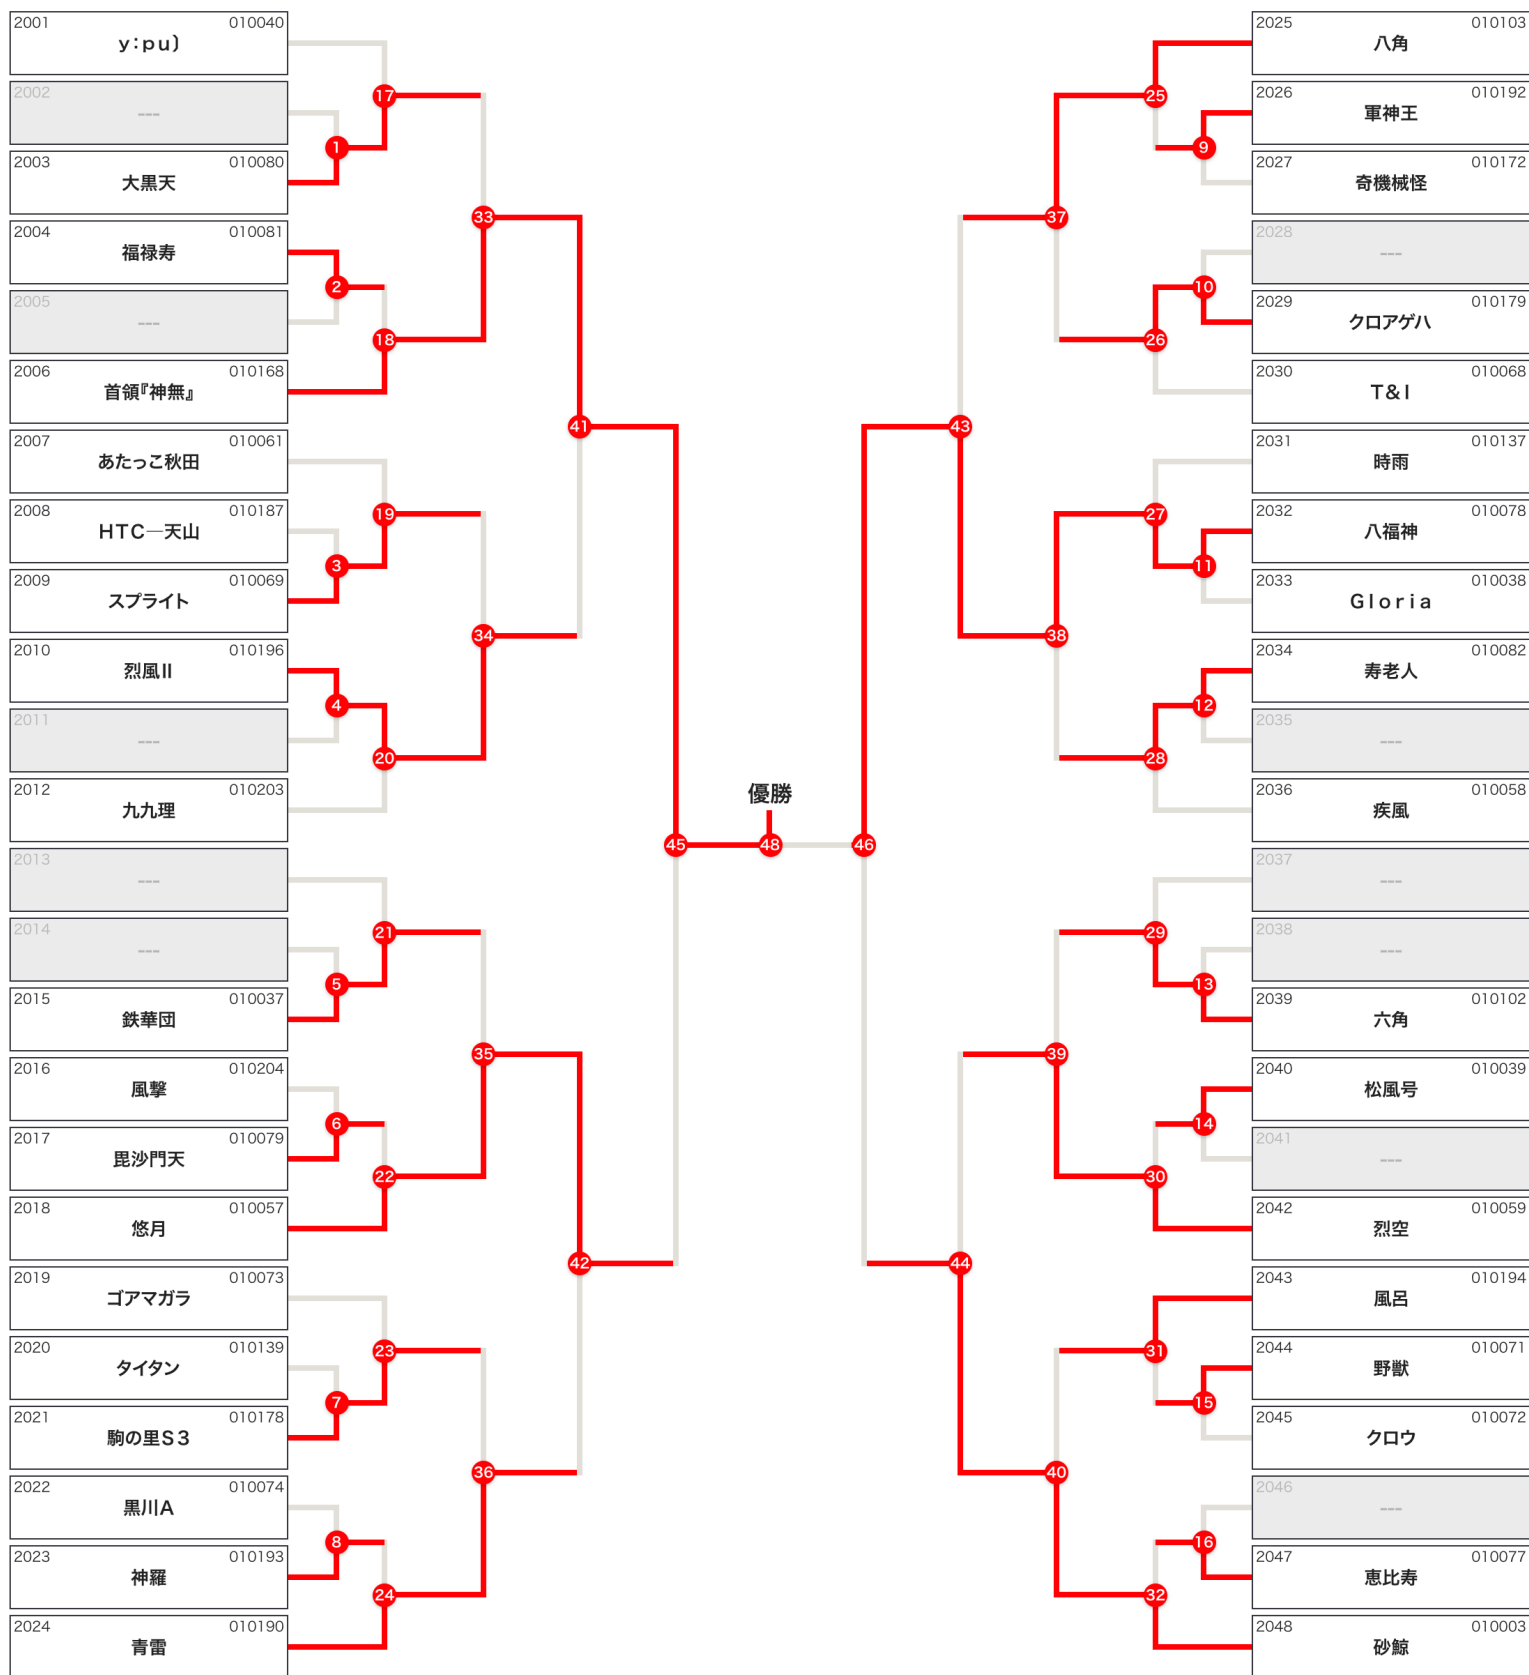 2001 010040
y:pu)
2002
---
1
2003 010080
大黒天
17
2004 010081
福禄寿
2
2005
---
18
2006 010168
首領『神無』
33
2007 010061
あたっこ秋田
19
2008 010187
HTC—天山
3
2009 010069
スプライト
34
2010 010196
烈風II
4
2011
---
20
2012 010203
九九理
41
2013
---
21
2014
---
5
2015 010037
鉄華団
35
2016 010204
風撃
6
2017 010079
毘沙門天
22
2018 010057
悠月
42
2019 010073
ゴアマガラ
23
2020 010139
タイタン
7
2021 010178
駒の里S3
36
2022 010074
黒川A
8
2023 010193
神羅
24
2024 010190
青雷
45
優勝
48
46
2025 010103
八角
25
2026 010192
軍神王
9
2027 010172
奇機械怪
37
2028
---
10
2029 010179
クロアゲハ
26
2030 010068
T&I
43
2031 010137
時雨
27
2032 010078
八福神
11
2033 010038
Gloria
38
2034 010082
寿老人
12
2035
---
28
2036 010058
疾風
2037
---
29
2038
---
13
2039 010102
六角
39
2040 010039
松風号
14
2041
---
30
2042 010059
烈空
44
2043 010194
風呂
31
2044 010071
野獣
15
2045 010072
クロウ
40
2046
---
16
2047 010077
恵比寿
32
2048 010003
砂鯨